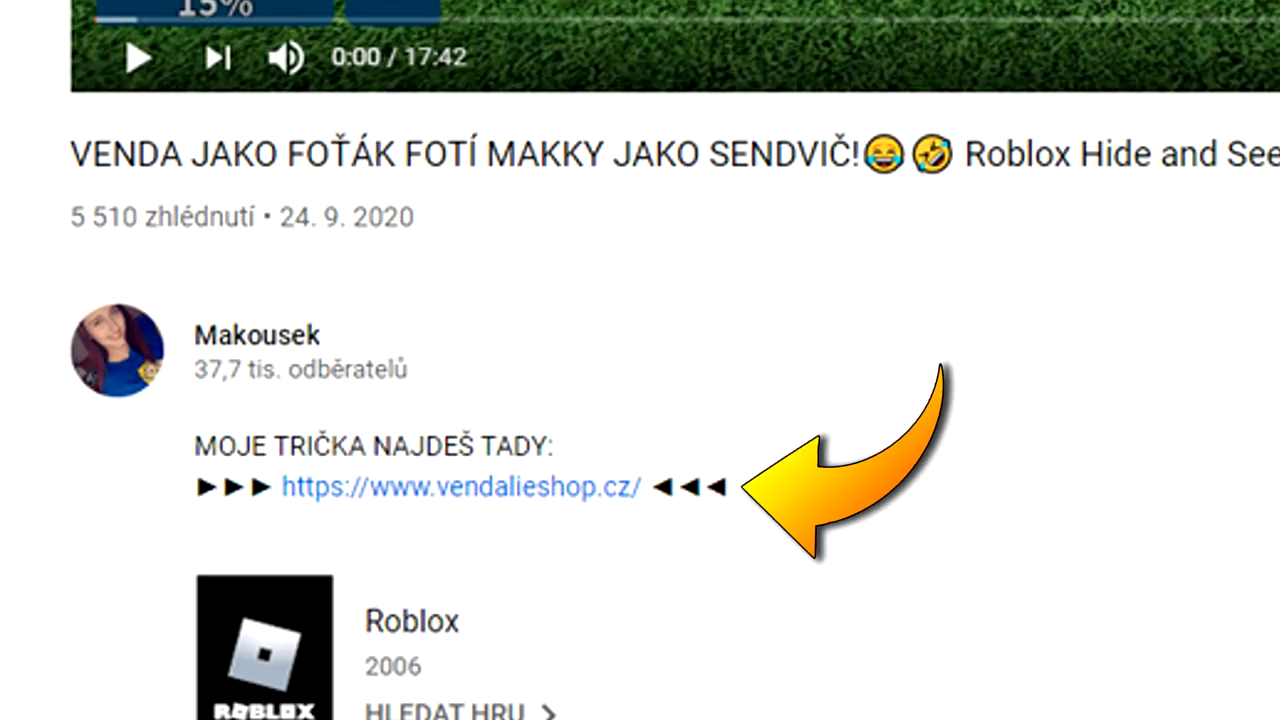 15%
0:00 / 17:42
VENDA JAKO FOŤÁK FOTÍ MAKKY JAKO SENDVIČ!😂🤣 Roblox Hide and See
5 510 zhlédnutí • 24. 9. 2020
Makousek
37,7 tis. odběratelů
MOJE TRIČKA NAJDEŠ TADY:
►►► https://www.vendalieshop.cz/ ◄◄◄
Roblox
2006
ROBLOX
HLEDAT HRU >